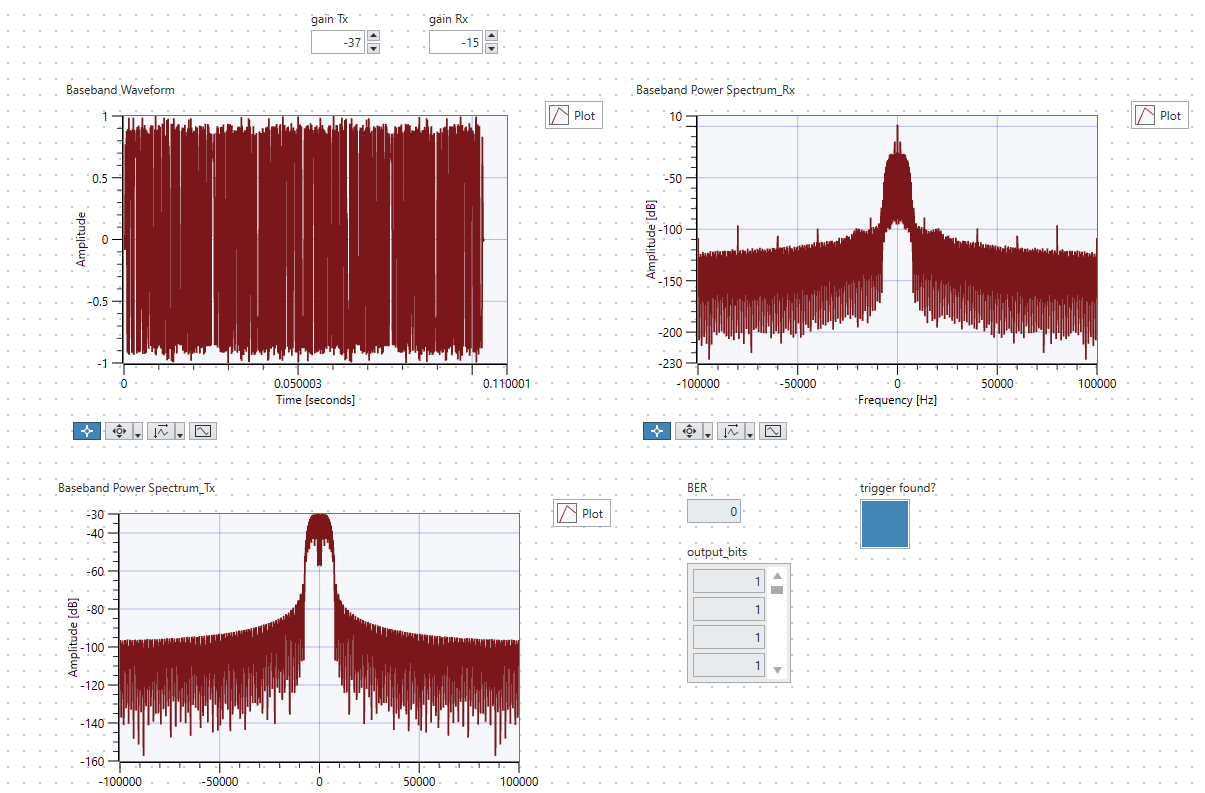 gain Tx gain Rx
-37 -15
Baseband Waveform
Plot
1
0.5
0
-0.5
-1
Amplitude
0 0.050003 0.110001
Time [seconds]
Baseband Power Spectrum_Rx
Plot
10
-50
-100
-150
-200
-230
Amplitude [dB]
-100000 -50000 0 50000 100000
Frequency [Hz]
Baseband Power Spectrum_Tx
Plot
-30
-40
-60
-80
-100
-120
-140
-160
Amplitude [dB]
-100000 -50000 0 50000 100000
BER
0
trigger found?
output_bits
1
1
1
1